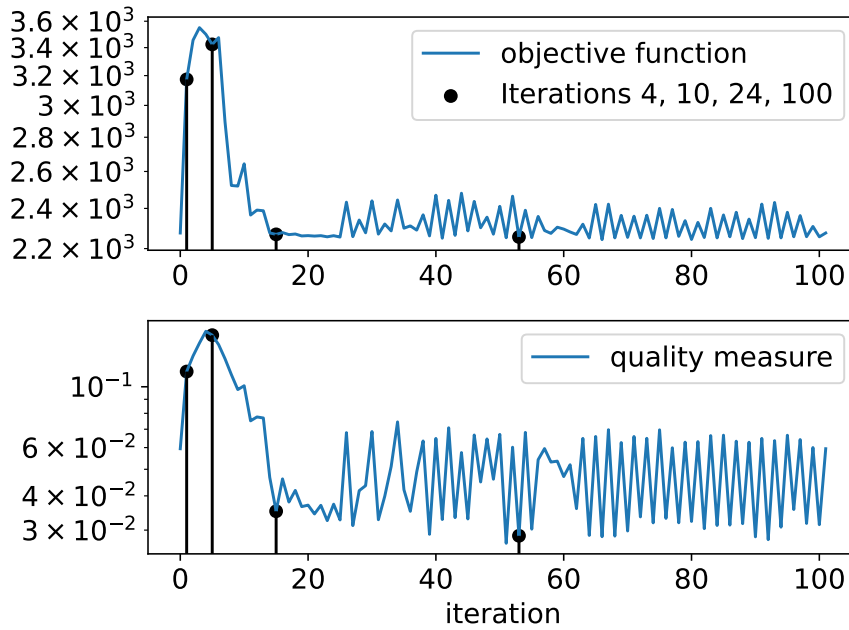 3.6 × 10³
3.4 × 10³
3.2 × 10³
3 × 10³
2.8 × 10³
2.6 × 10³
2.4 × 10³
2.2 × 10³
objective function
Iterations 4, 10, 24, 100
0 20 40 60 80 100
10⁻¹
6 × 10⁻²
4 × 10⁻²
3 × 10⁻²
quality measure
0 20 40 60 80 100
iteration